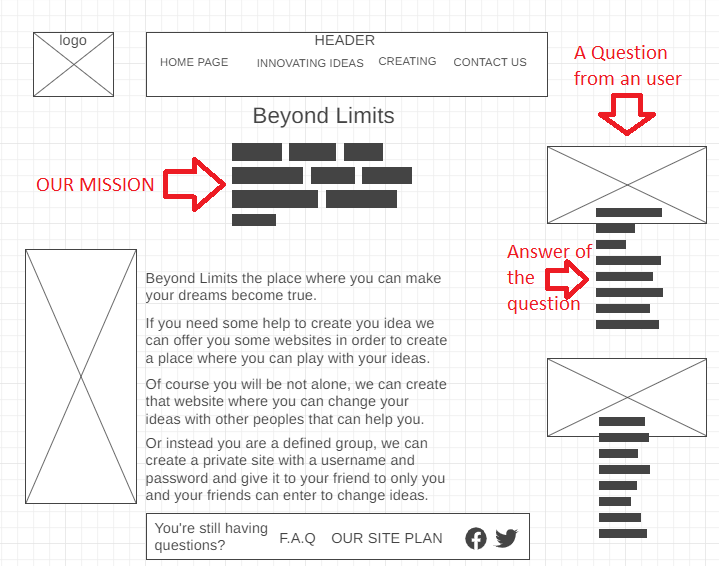 logo
HEADER
HOME PAGE
INNOVATING IDEAS
CREATING
CONTACT US
A Question
from an user
Beyond Limits
OUR MISSION
Answer of
the
question
Beyond Limits the place where you can make
your dreams become true.
If you need some help to create you idea we
can offer you some websites in order to create
a place where you can play with your ideas.
Of course you will be not alone, we can create
that website where you can change your
ideas with other peoples that can help you.
Or instead you are a defined group, we can
create a private site with a username and
password and give it to your friend to only you
and your friends can enter to change ideas.
You're still having
questions?
F.A.Q
OUR SITE PLAN